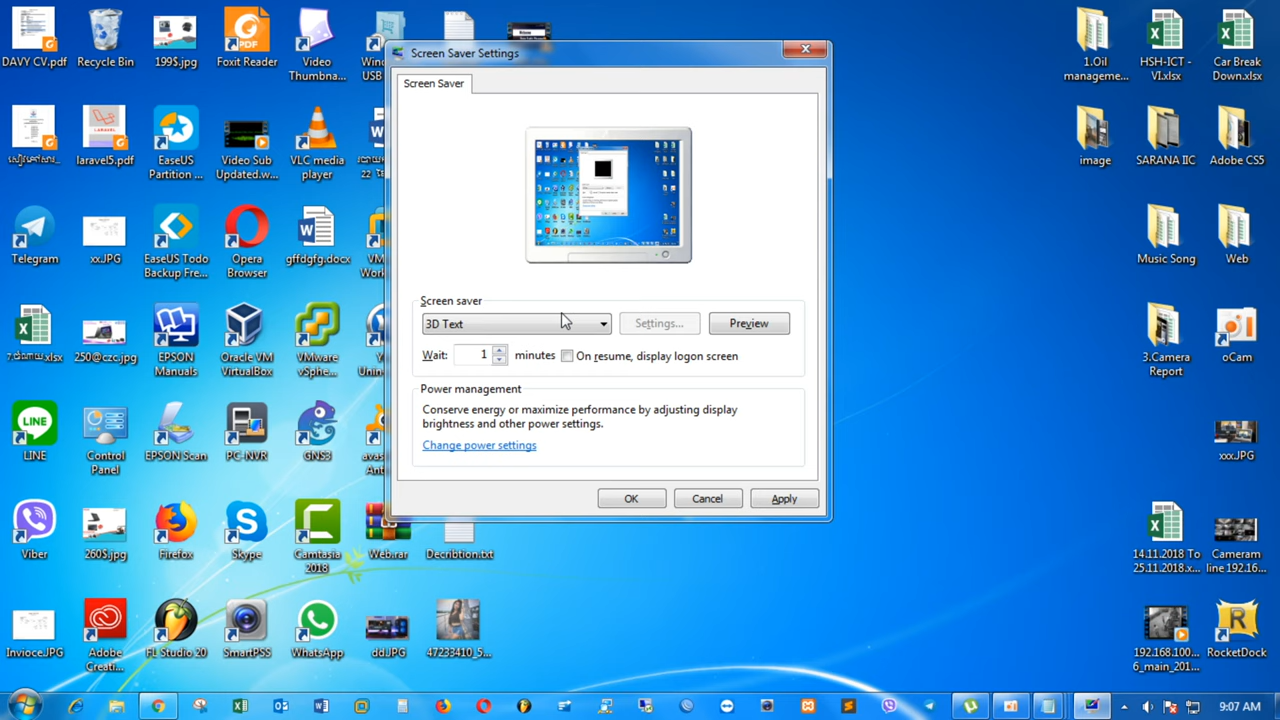 Screen Saver Settings
Screen Saver
Screen saver
3D Text
Settings...
Preview
Wait:
1
minutes
On resume, display logon screen
Power management
Conserve energy or maximize performance by adjusting display
brightness and other power settings.
Change power settings
OK
Cancel
Apply
DAVY CV.pdf
Recycle Bin
199$.jpg
Foxit Reader
Video
Thumbna...
USB
1.Oil
manageme...
HSH-ICT -
VI.xlsx
Car Break
Down.xlsx
laravel5.pdf
EaseUS
Partition ...
Video Sub
Updated.w...
VLC media
player
image
SARANA IIC
Adobe CS5
Telegram
xx.JPG
EaseUS Todo
Backup Fre...
Opera
Browser
gffdgfg.docx
Music Song
Web
250@czc.jpg
EPSON
Manuals
Oracle VM
VirtualBox
VMware
vSphe...
3.Camera
Report
oCam
LINE
Control
Panel
EPSON Scan
PC-NVR
GNS3
xxx.JPG
Viber
260$.jpg
Firefox
Skype
Camtasia
2018
Web.rar
Decribtion.txt
14.11.2018 To
25.11.2018.x...
Cameram
line 192.16...
Invioce.JPG
Adobe
Creati...
FL Studio 20
SmartPSS
WhatsApp
dd.JPG
47233410_5...
192.168.100...
6_main_201...
RocketDock
9:07 AM